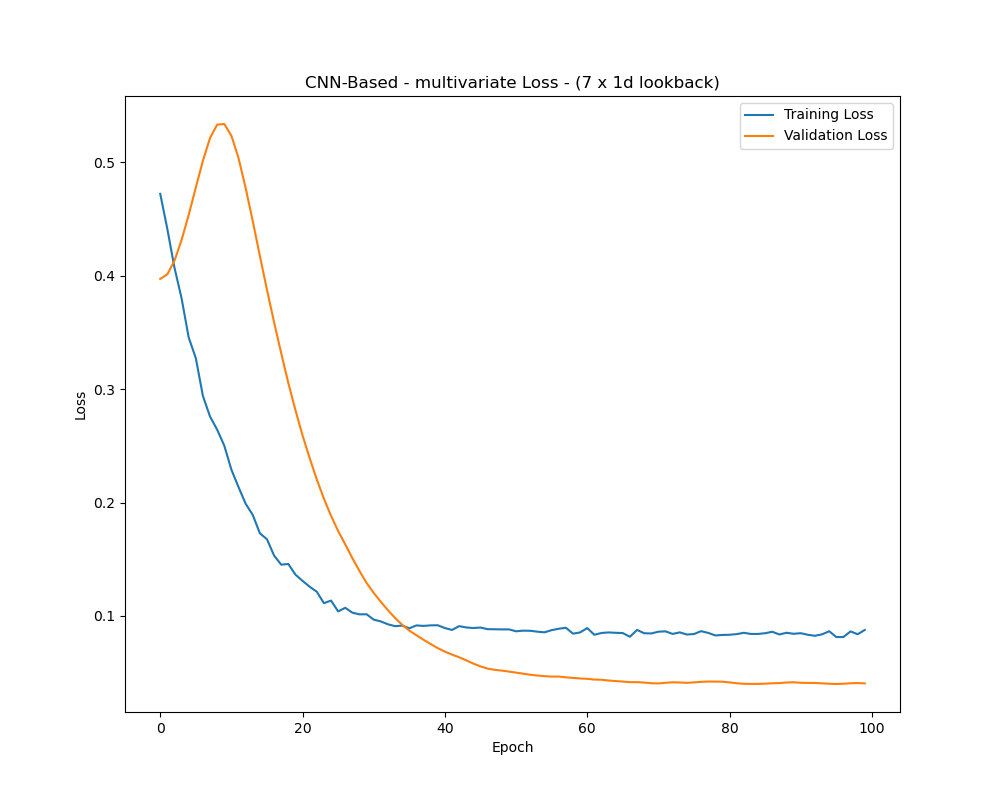 CNN-Based - multivariate Loss - (7 x 1d lookback)
Training Loss
Validation Loss
0.5
0.4
0.3
0.2
0.1
Loss
0 20 40 60 80 100
Epoch